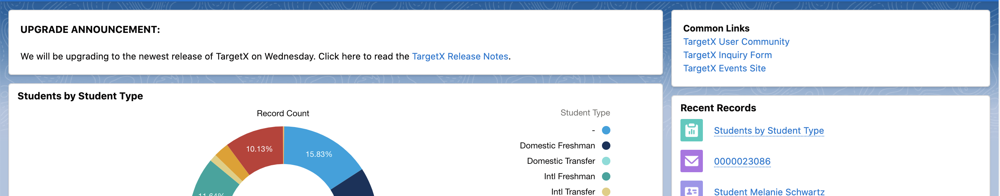 UPGRADE ANNOUNCEMENT:
We will be upgrading to the newest release of TargetX on Wednesday. Click here to read the TargetX Release Notes.
Students by Student Type
Record Count
10.13%
15.83%
11.64%
Student Type
-
Domestic Freshman
Domestic Transfer
Intl Freshman
Intl Transfer
Common Links
TargetX User Community
TargetX Inquiry Form
TargetX Events Site
Recent Records
Students by Student Type
0000023086
Student Melanie Schwartz